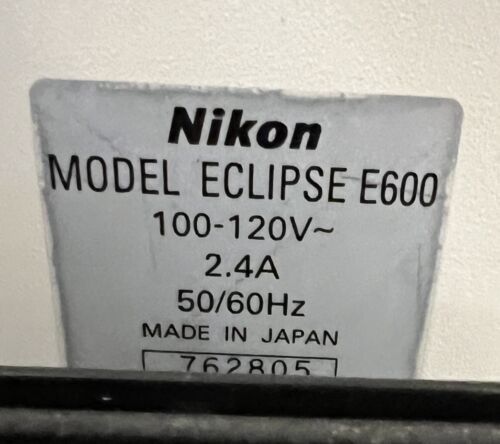 Nikon
MODEL ECLIPSE E600
100-120V~
2.4A
50/60Hz
MADE IN JAPAN
762805